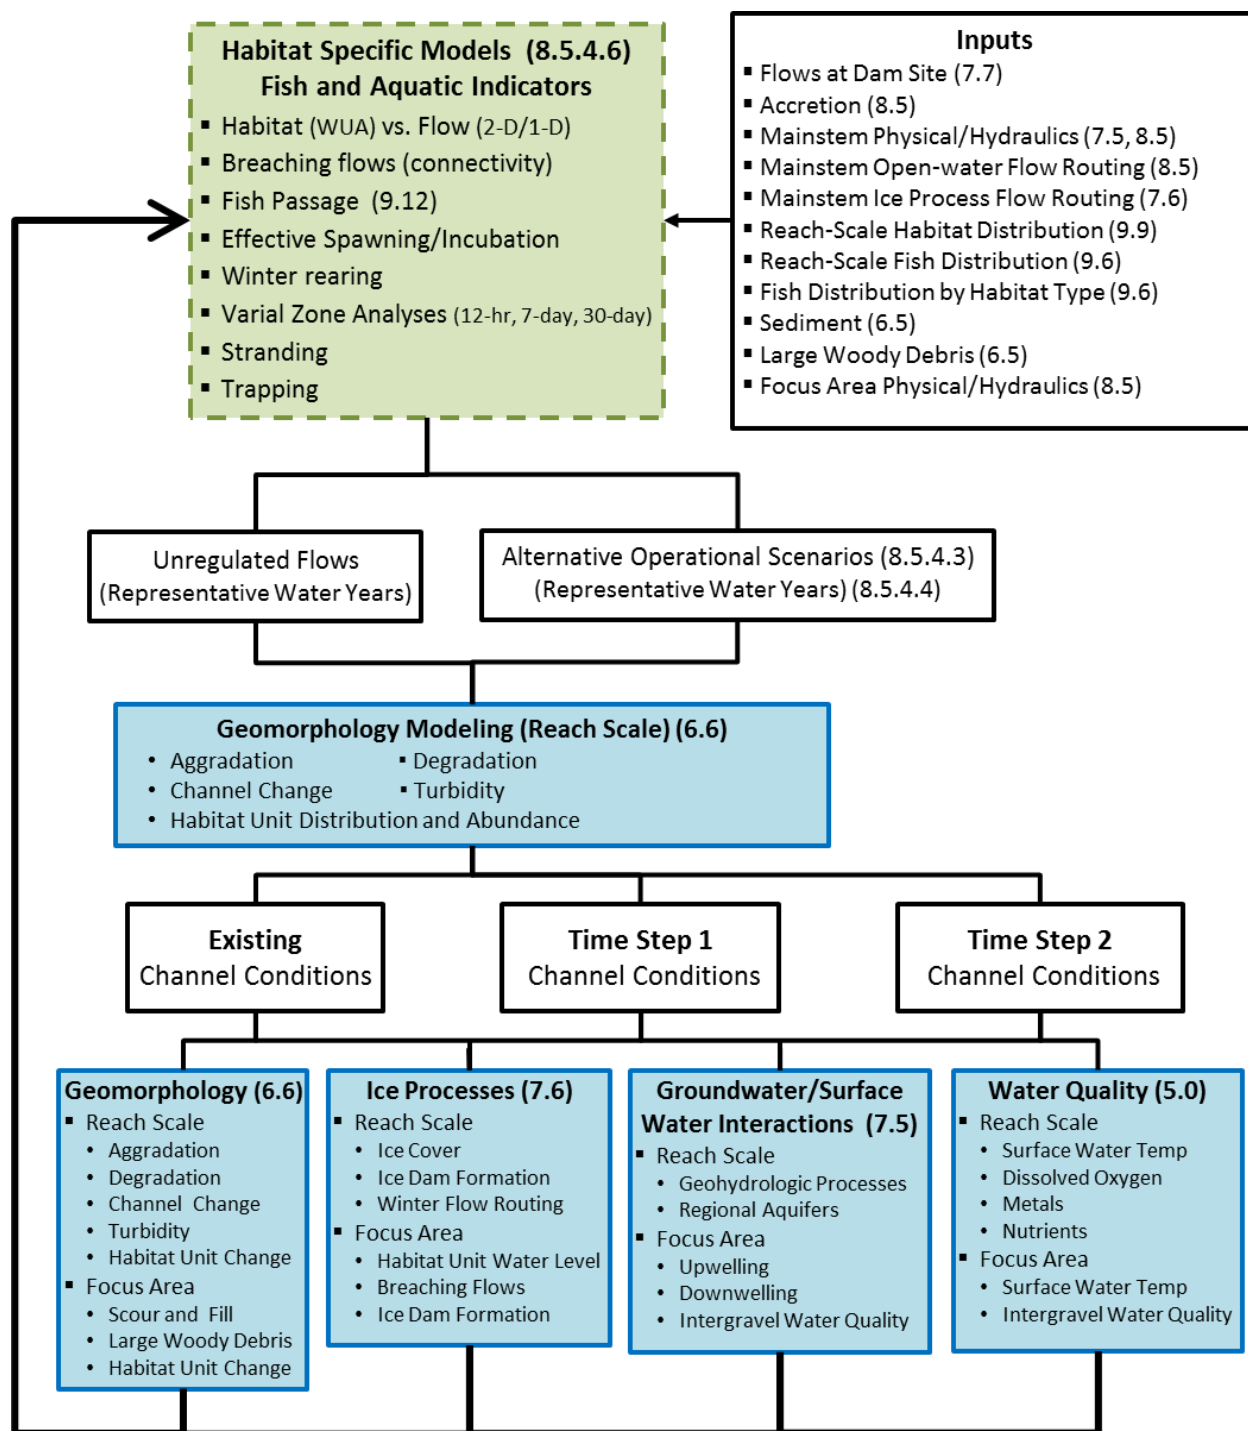 Habitat Specific Models (8.5.4.6)
Fish and Aquatic Indicators
▪ Habitat (WUA) vs. Flow (2-D/1-D)
▪ Breaching flows (connectivity)
▪ Fish Passage (9.12)
▪ Effective Spawning/Incubation
▪ Winter rearing
▪ Varial Zone Analyses (12-hr, 7-day, 30-day)
▪ Stranding
▪ Trapping
Inputs
▪ Flows at Dam Site (7.7)
▪ Accretion (8.5)
▪ Mainstem Physical/Hydraulics (7.5, 8.5)
▪ Mainstem Open-water Flow Routing (8.5)
▪ Mainstem Ice Process Flow Routing (7.6)
▪ Reach-Scale Habitat Distribution (9.9)
▪ Reach-Scale Fish Distribution (9.6)
▪ Fish Distribution by Habitat Type (9.6)
▪ Sediment (6.5)
▪ Large Woody Debris (6.5)
▪ Focus Area Physical/Hydraulics (8.5)
Unregulated Flows
(Representative Water Years)
Alternative Operational Scenarios (8.5.4.3)
(Representative Water Years) (8.5.4.4)
Geomorphology Modeling (Reach Scale) (6.6)
• Aggradation ▪ Degradation
• Channel Change ▪ Turbidity
• Habitat Unit Distribution and Abundance
Existing
Channel Conditions
Time Step 1
Channel Conditions
Time Step 2
Channel Conditions
Geomorphology (6.6)
▪ Reach Scale
• Aggradation
• Degradation
• Channel Change
• Turbidity
• Habitat Unit Change
▪ Focus Area
• Scour and Fill
• Large Woody Debris
• Habitat Unit Change
Ice Processes (7.6)
▪ Reach Scale
• Ice Cover
• Ice Dam Formation
• Winter Flow Routing
▪ Focus Area
• Habitat Unit Water Level
• Breaching Flows
• Ice Dam Formation
Groundwater/Surface
Water Interactions (7.5)
▪ Reach Scale
• Geohydrologic Processes
• Regional Aquifers
▪ Focus Area
• Upwelling
• Downwelling
• Intergravel Water Quality
Water Quality (5.0)
▪ Reach Scale
• Surface Water Temp
• Dissolved Oxygen
• Metals
• Nutrients
▪ Focus Area
• Surface Water Temp
• Intergravel Water Quality